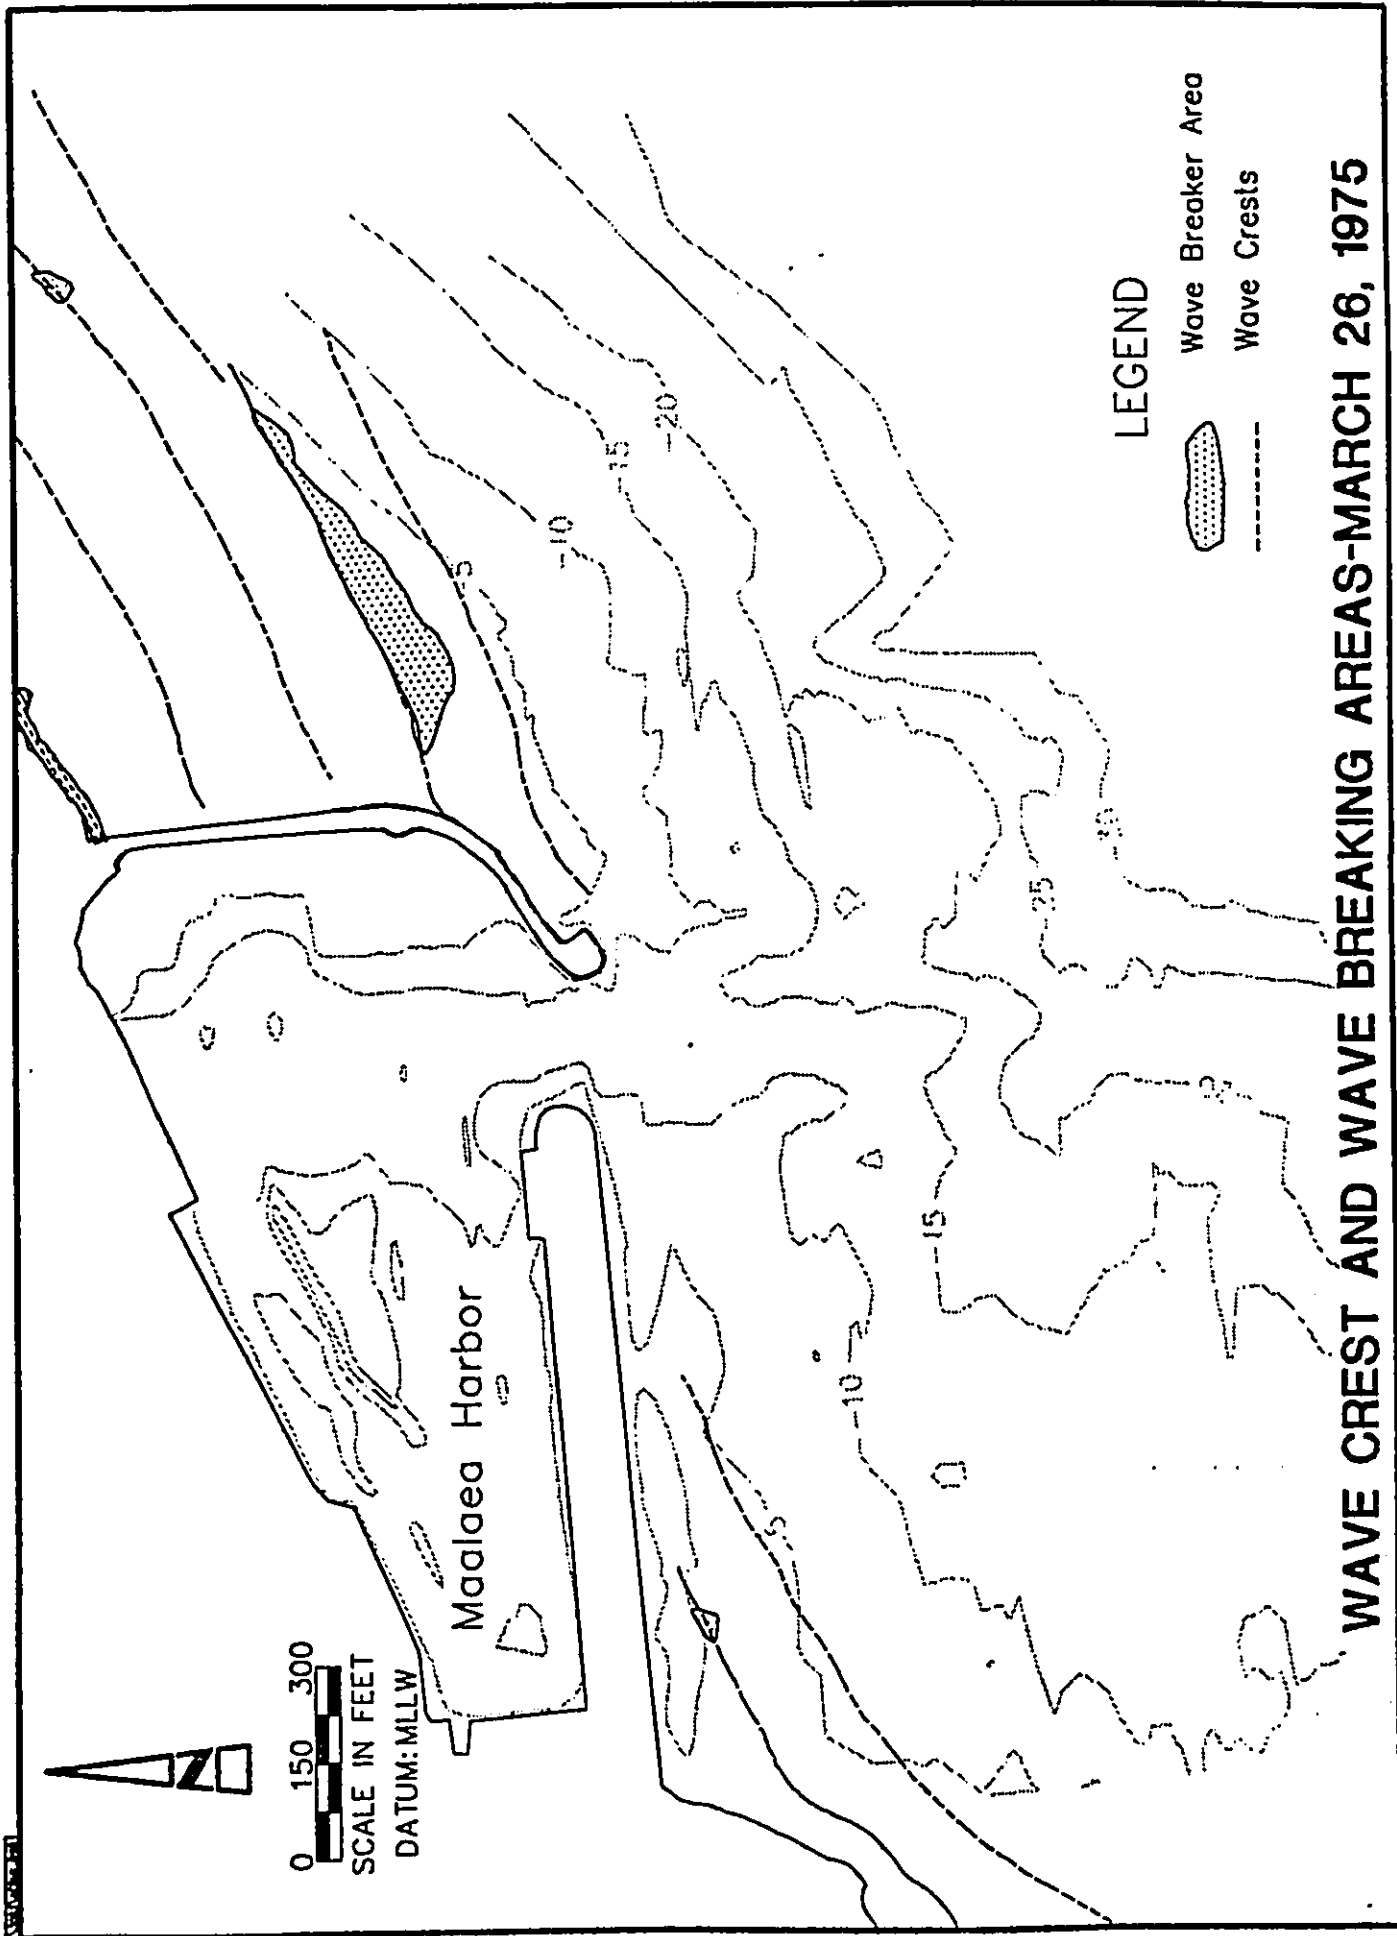 N
0 150 300
SCALE IN FEET
DATUM: MLLW
Maalaea Harbor
-5
-10
-15
-20
5
10
15
25
LEGEND
Wave Breaker Area
Wave Crests
WAVE CREST AND WAVE BREAKING AREAS-MARCH 26, 1975